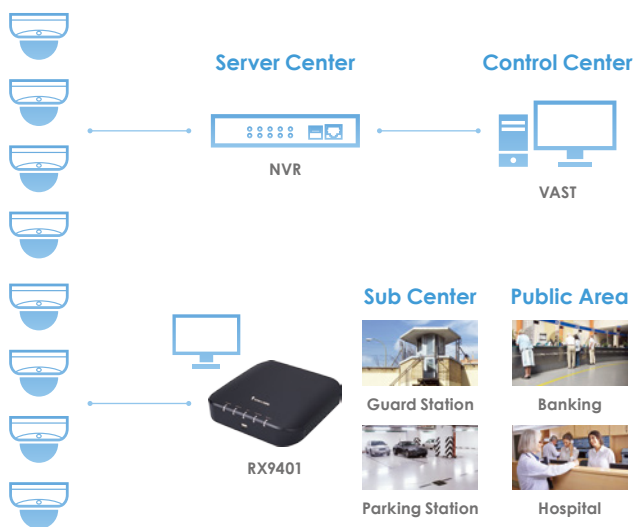 Server Center
Control Center
NVR
VAST
Sub Center
Public Area
Guard Station
Banking
RX9401
Parking Station
Hospital